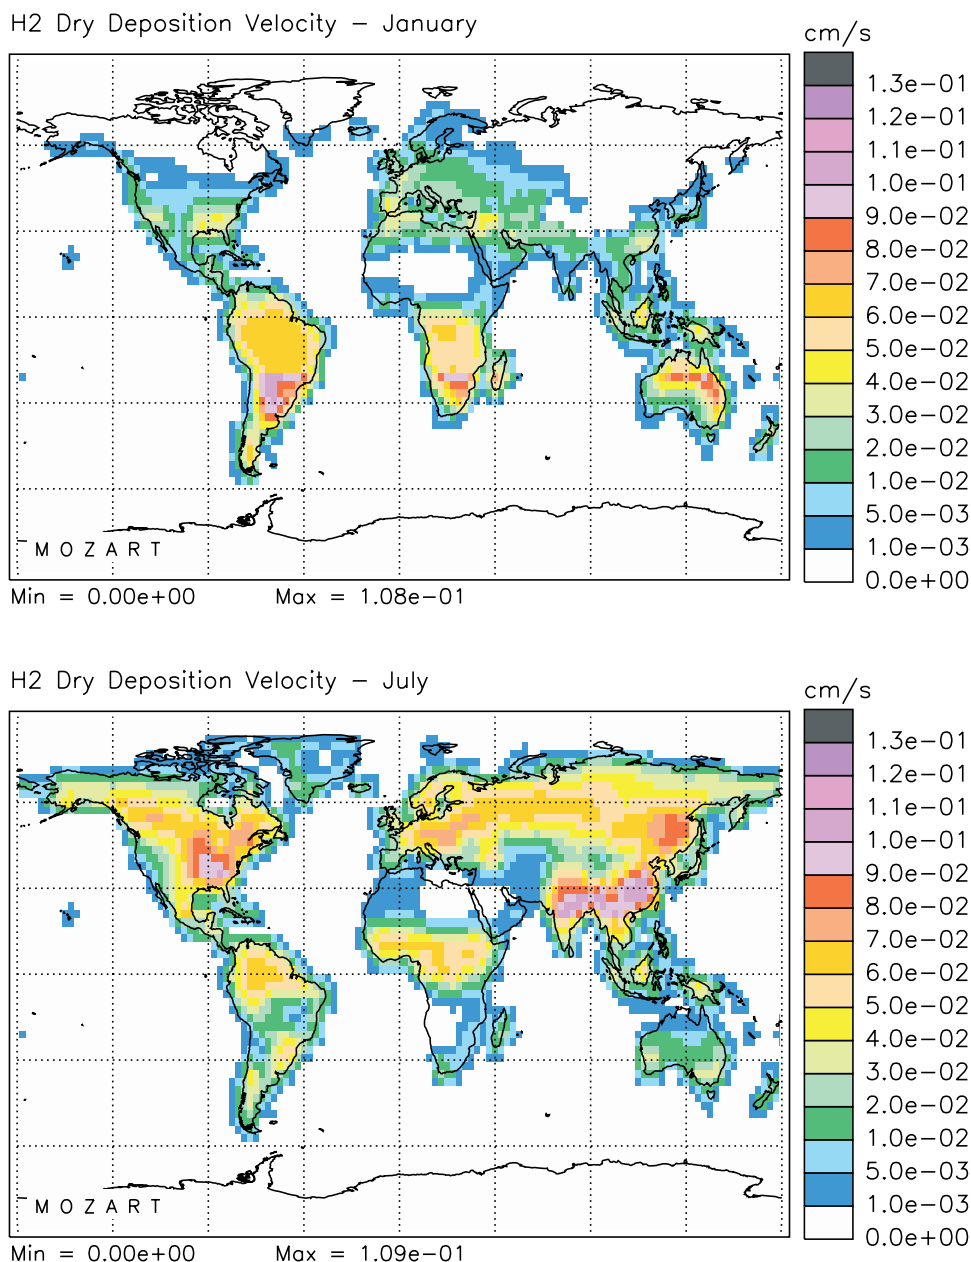 H2 Dry Deposition Velocity – January
cm/s
1.3e-01
1.2e-01
1.1e-01
1.0e-01
9.0e-02
8.0e-02
7.0e-02
6.0e-02
5.0e-02
4.0e-02
3.0e-02
2.0e-02
1.0e-02
5.0e-03
1.0e-03
0.0e+00
MOZART
Min = 0.00e+00 Max = 1.08e-01
H2 Dry Deposition Velocity – July
cm/s
1.3e-01
1.2e-01
1.1e-01
1.0e-01
9.0e-02
8.0e-02
7.0e-02
6.0e-02
5.0e-02
4.0e-02
3.0e-02
2.0e-02
1.0e-02
5.0e-03
1.0e-03
0.0e+00
MOZART
Min = 0.00e+00 Max = 1.09e-01